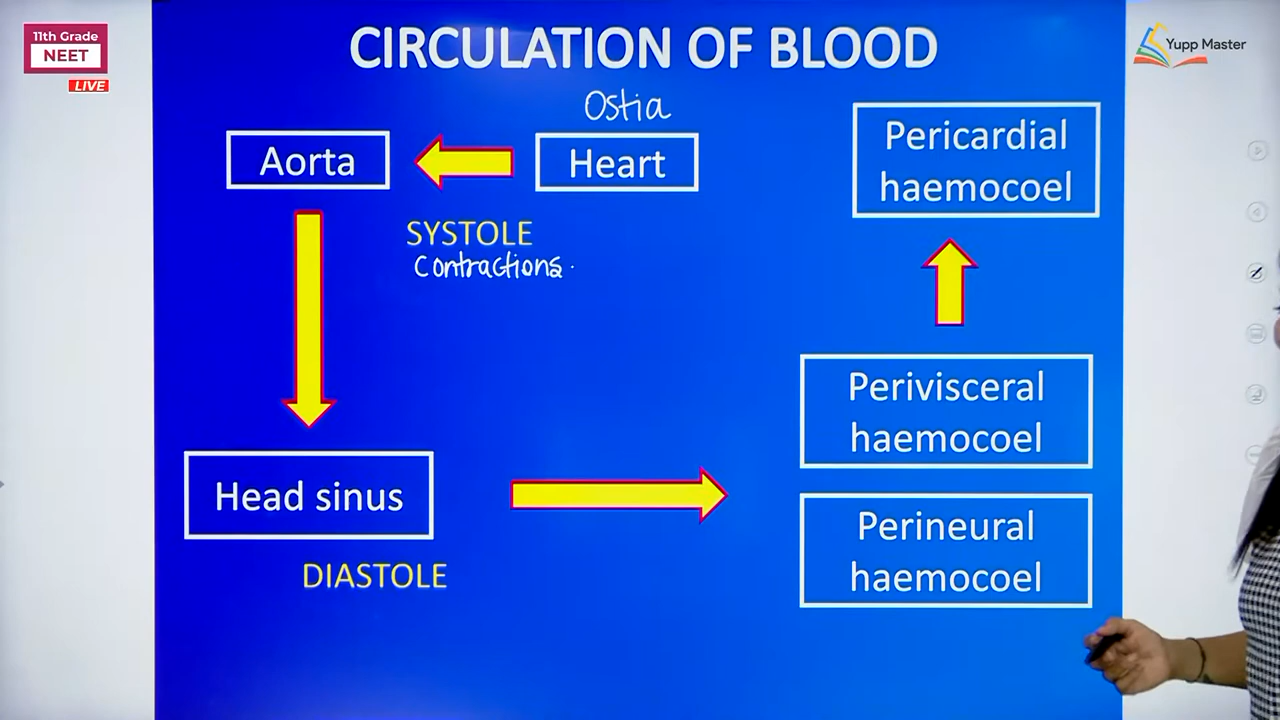 11th Grade
NEET
LIVE
CIRCULATION OF BLOOD
Yupp Master
Ostia
Aorta
Heart
Pericardial
haemocoel
SYSTOLE
Contractions.
Perivisceral
haemocoel
Head sinus
Perineural
haemocoel
DIASTOLE